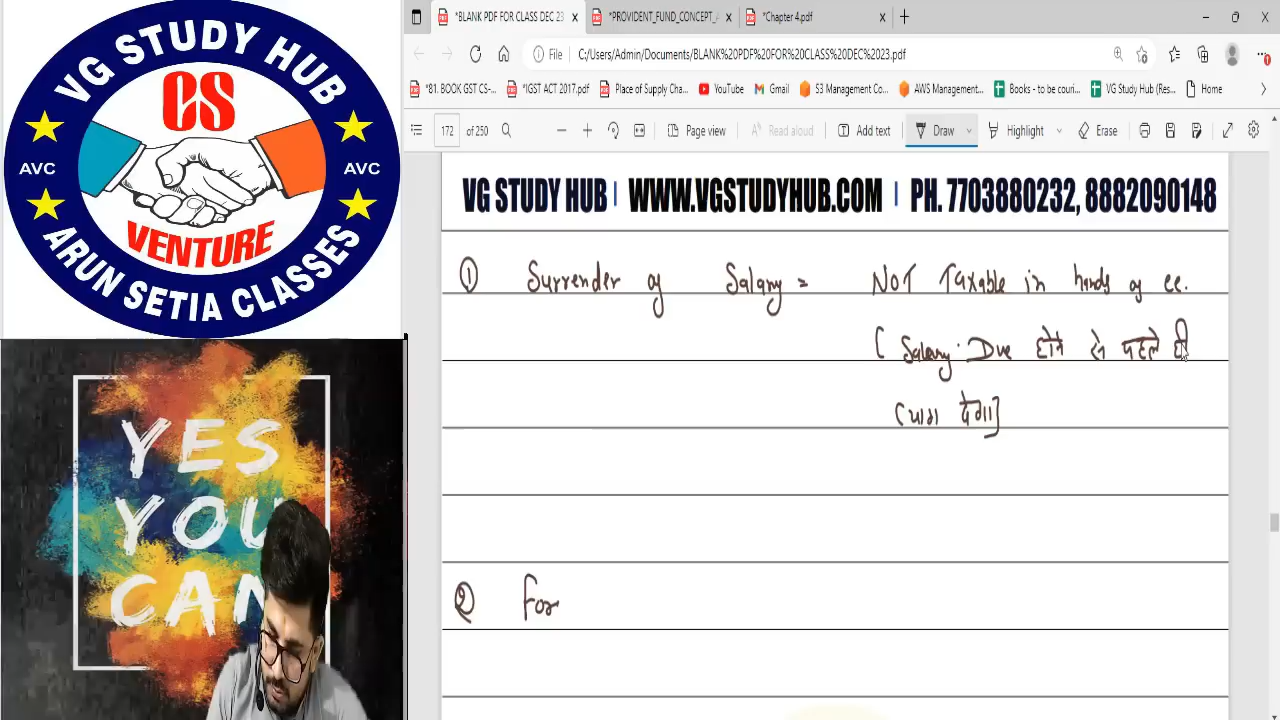 VG STUDY HUB
CS
AVC
AVC
VENTURE
ARUN SETIA CLASSES
YES
YOU
CAN
*BLANK PDF FOR CLASS DEC 23
*PROVIDENT_FUND_CONCEPT_
*Chapter 4.pdf
File
C:/Users/Admin/Documents/BLANK%20PDF%20FOR%20CLASS%20DEC%202023.pdf
*81. BOOK GST CS-...
*IGST ACT 2017.pdf
Place of Supply Cha...
YouTube
Gmail
S3 Management Co...
AWS Management...
Books - to be couri...
VG Study Hub (Res...
Home
172 of 250
Page view
Read aloud
Add text
Draw
Highlight
Erase
VG STUDY HUB | WWW.VGSTUDYHUB.COM | PH. 7703880232, 8882090148
① Surrender of Salary = NOT Taxable in hands of ee.
[ Salary Due होने से पहले ही
त्याग देगा]
② For